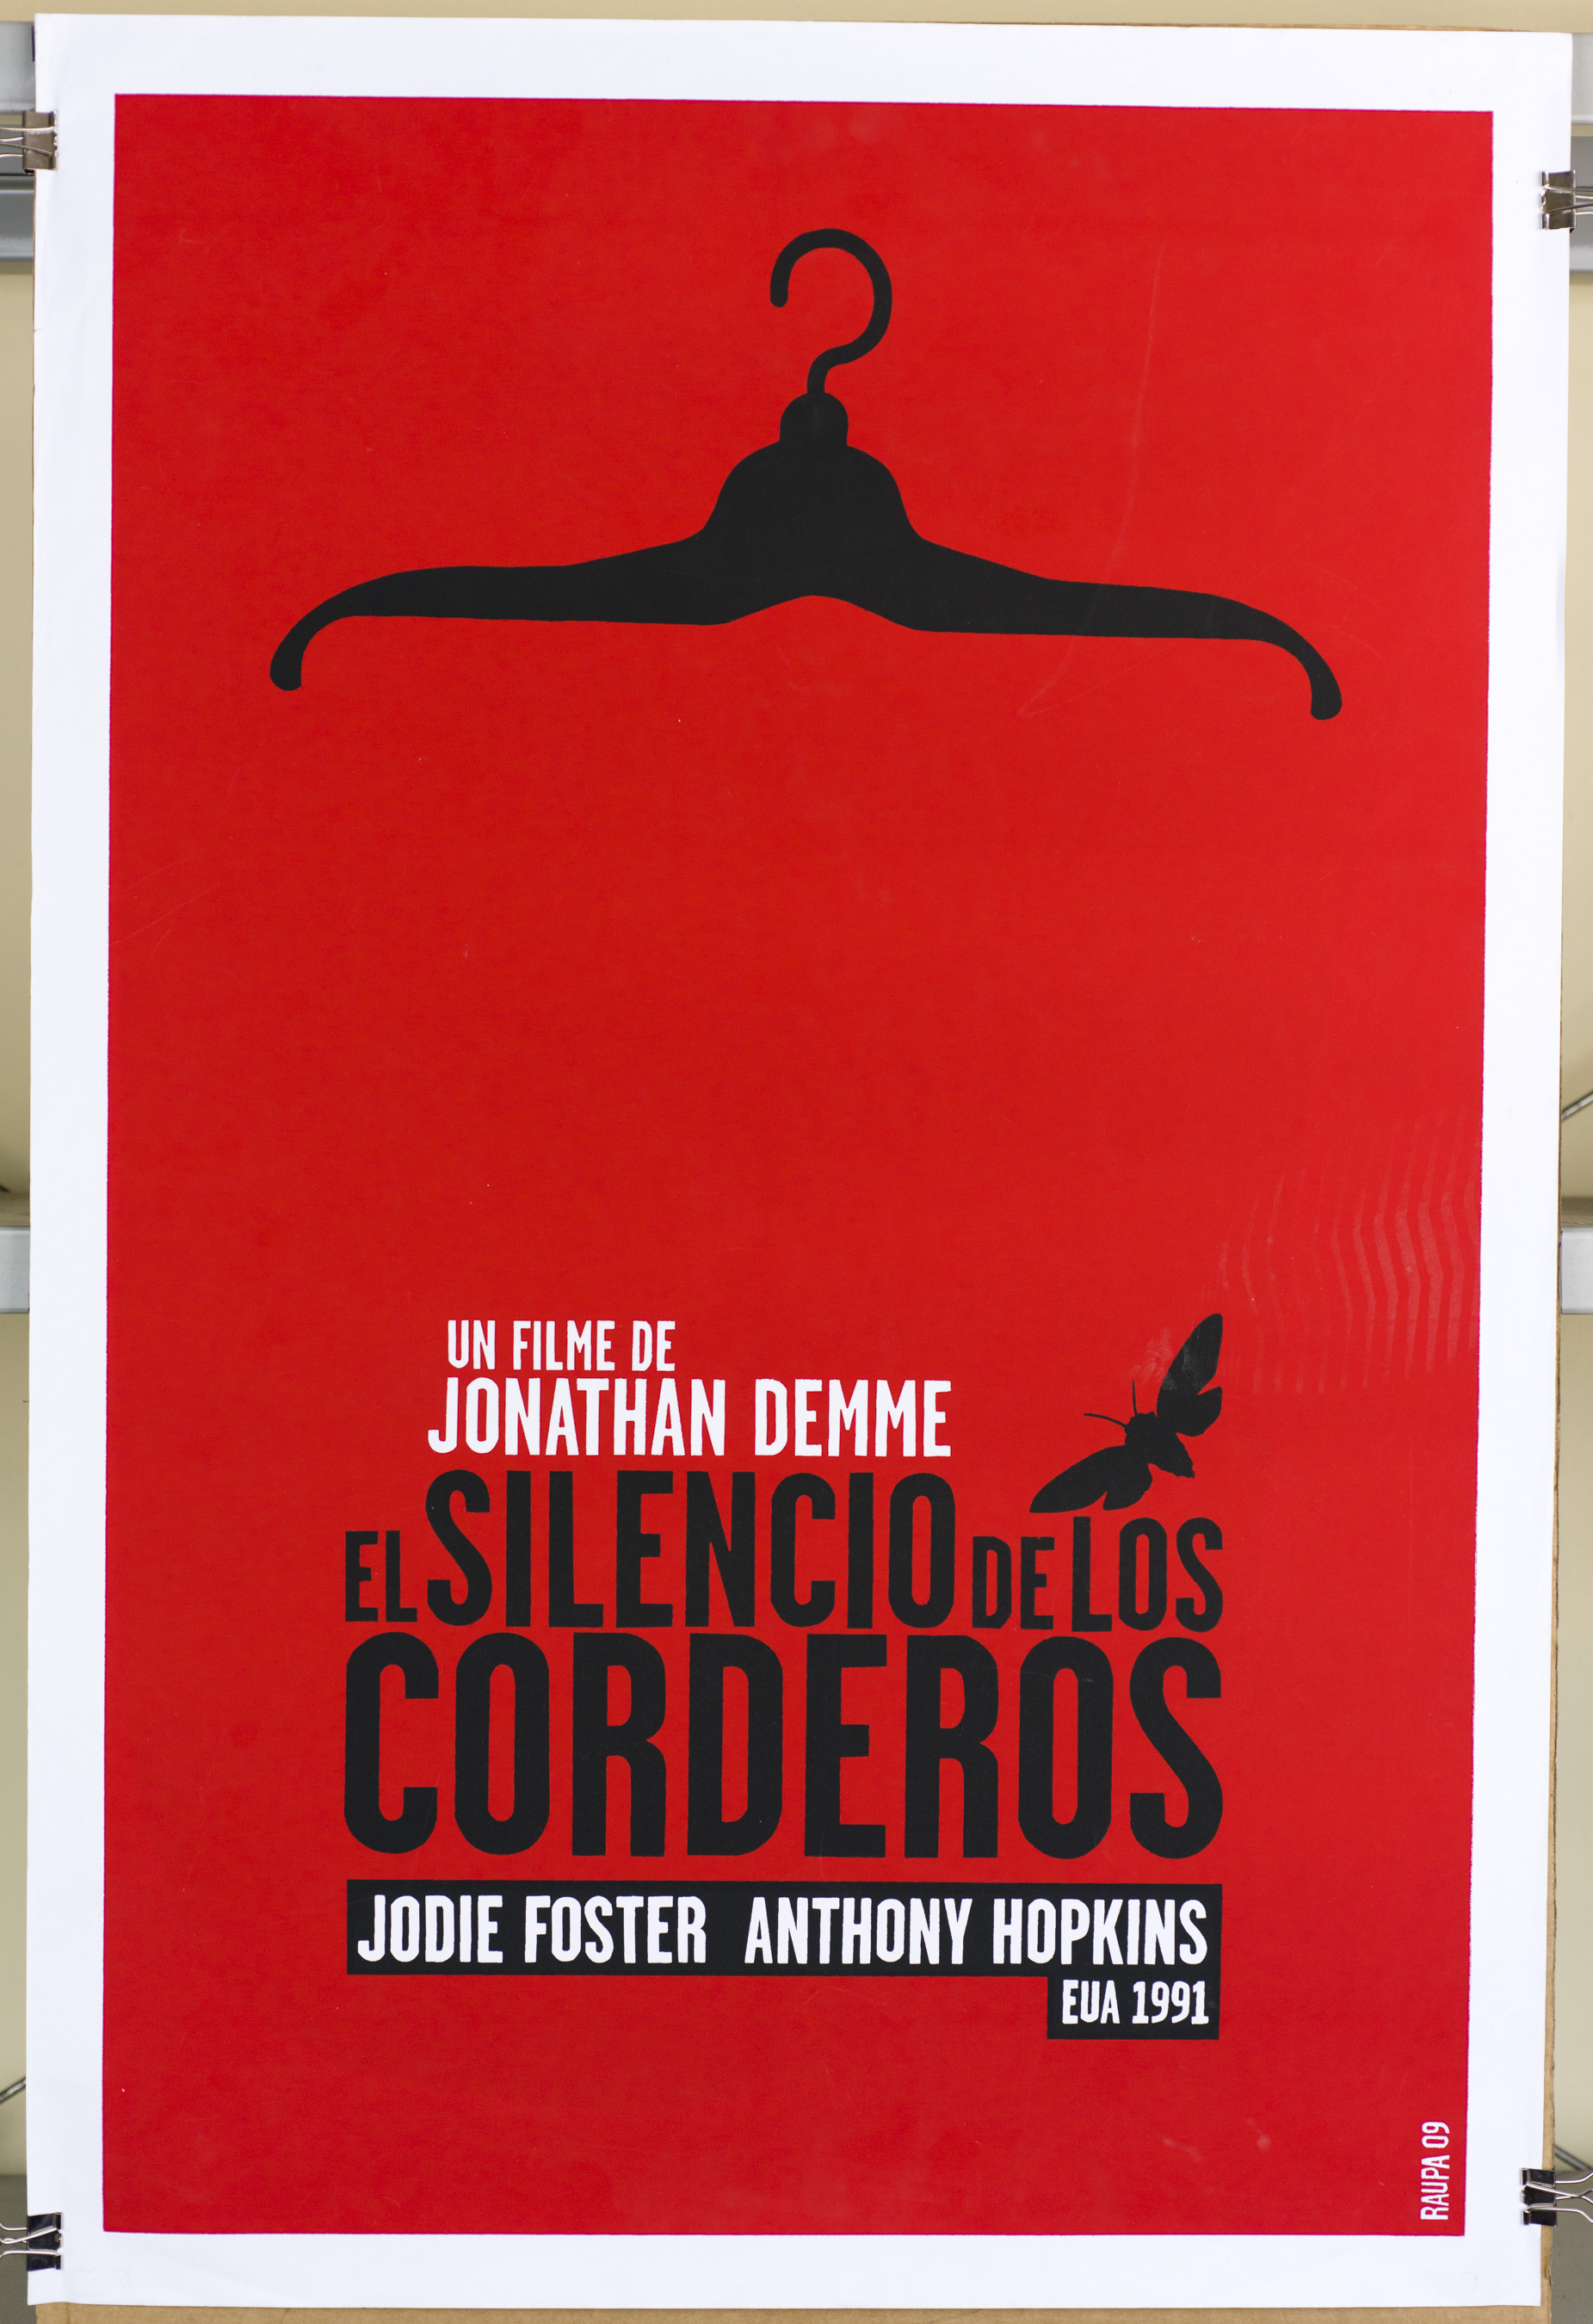 UN FILME DE
JONATHAN DEMME
EL SILENCIO DE LOS
CORDEROS
JODIE FOSTER ANTHONY HOPKINS
EUA 1991
RAUPA 09